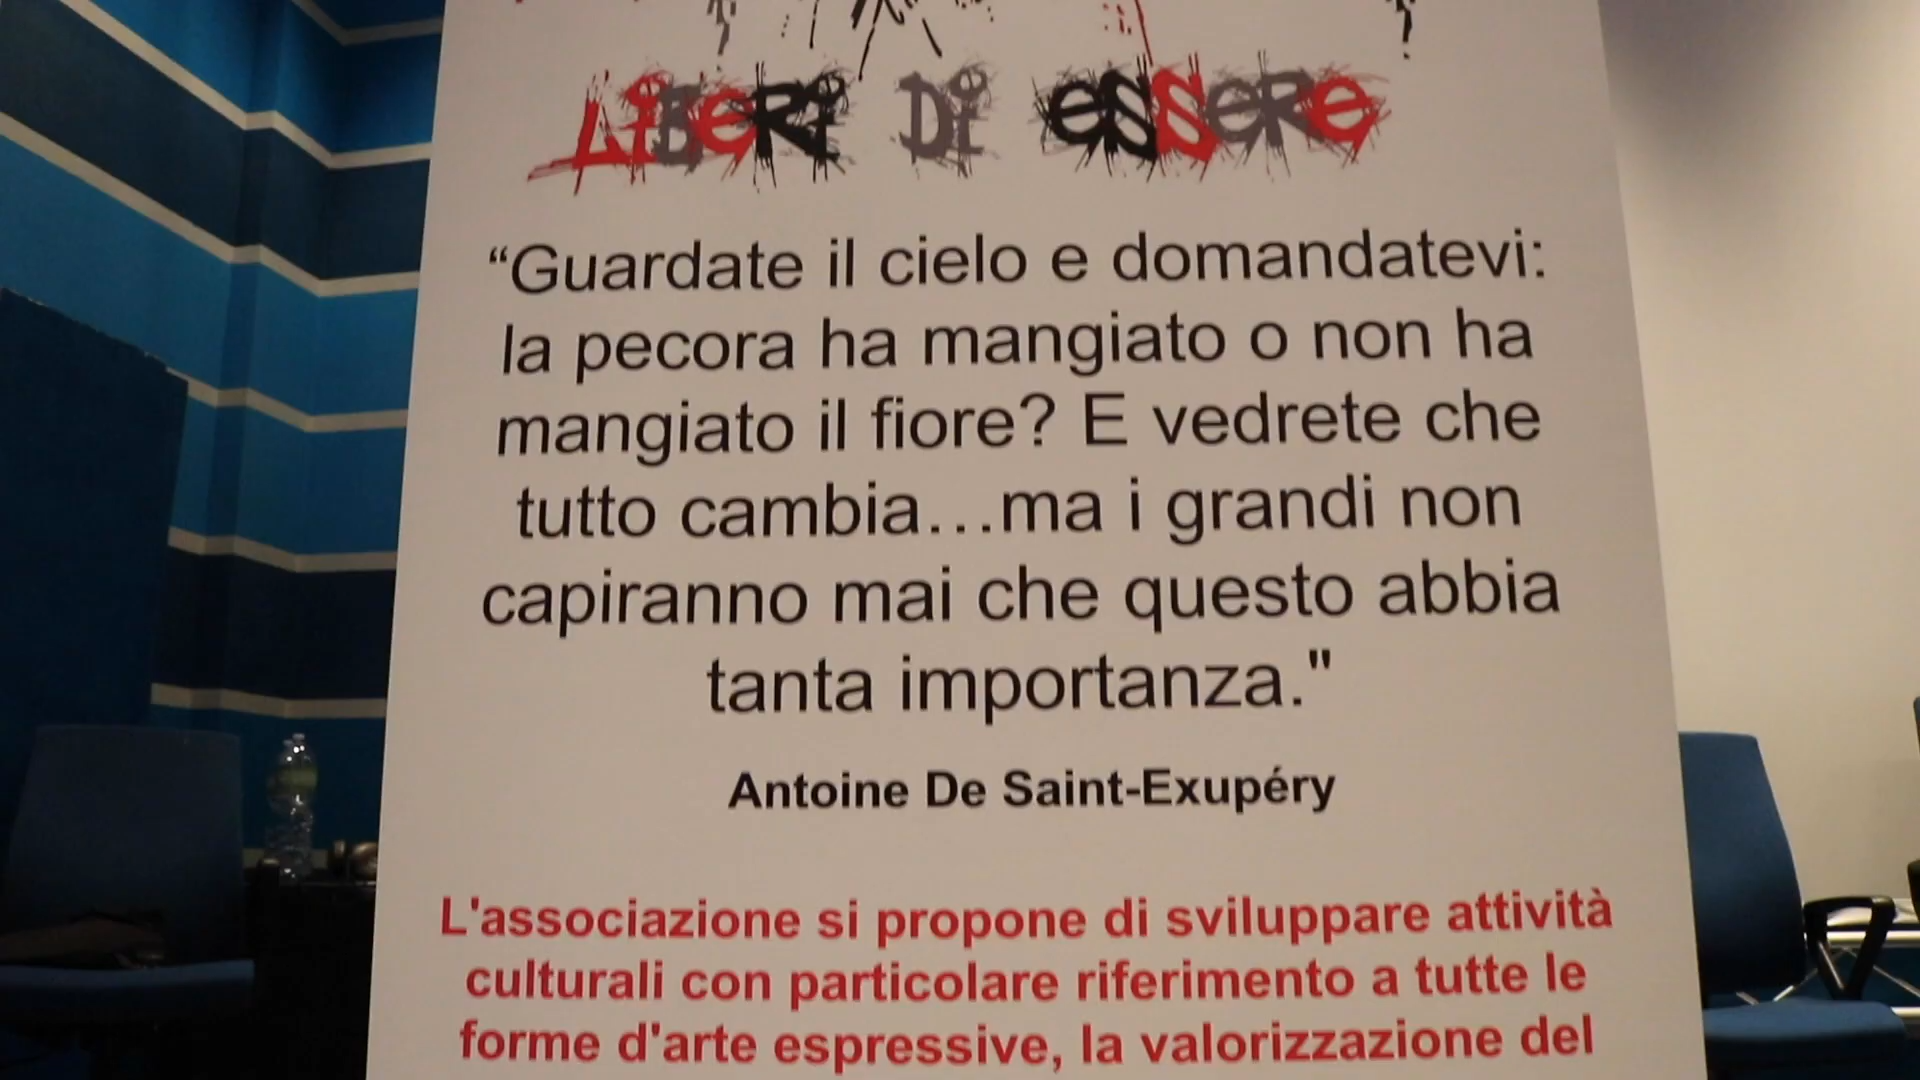 LiBeRi Di eSSeRe
“Guardate il cielo e domandatevi:
la pecora ha mangiato o non ha
mangiato il fiore? E vedrete che
tutto cambia…ma i grandi non
capiranno mai che questo abbia
tanta importanza."
Antoine De Saint-Exupéry
L'associazione si propone di sviluppare attività
culturali con particolare riferimento a tutte le
forme d'arte espressive, la valorizzazione del